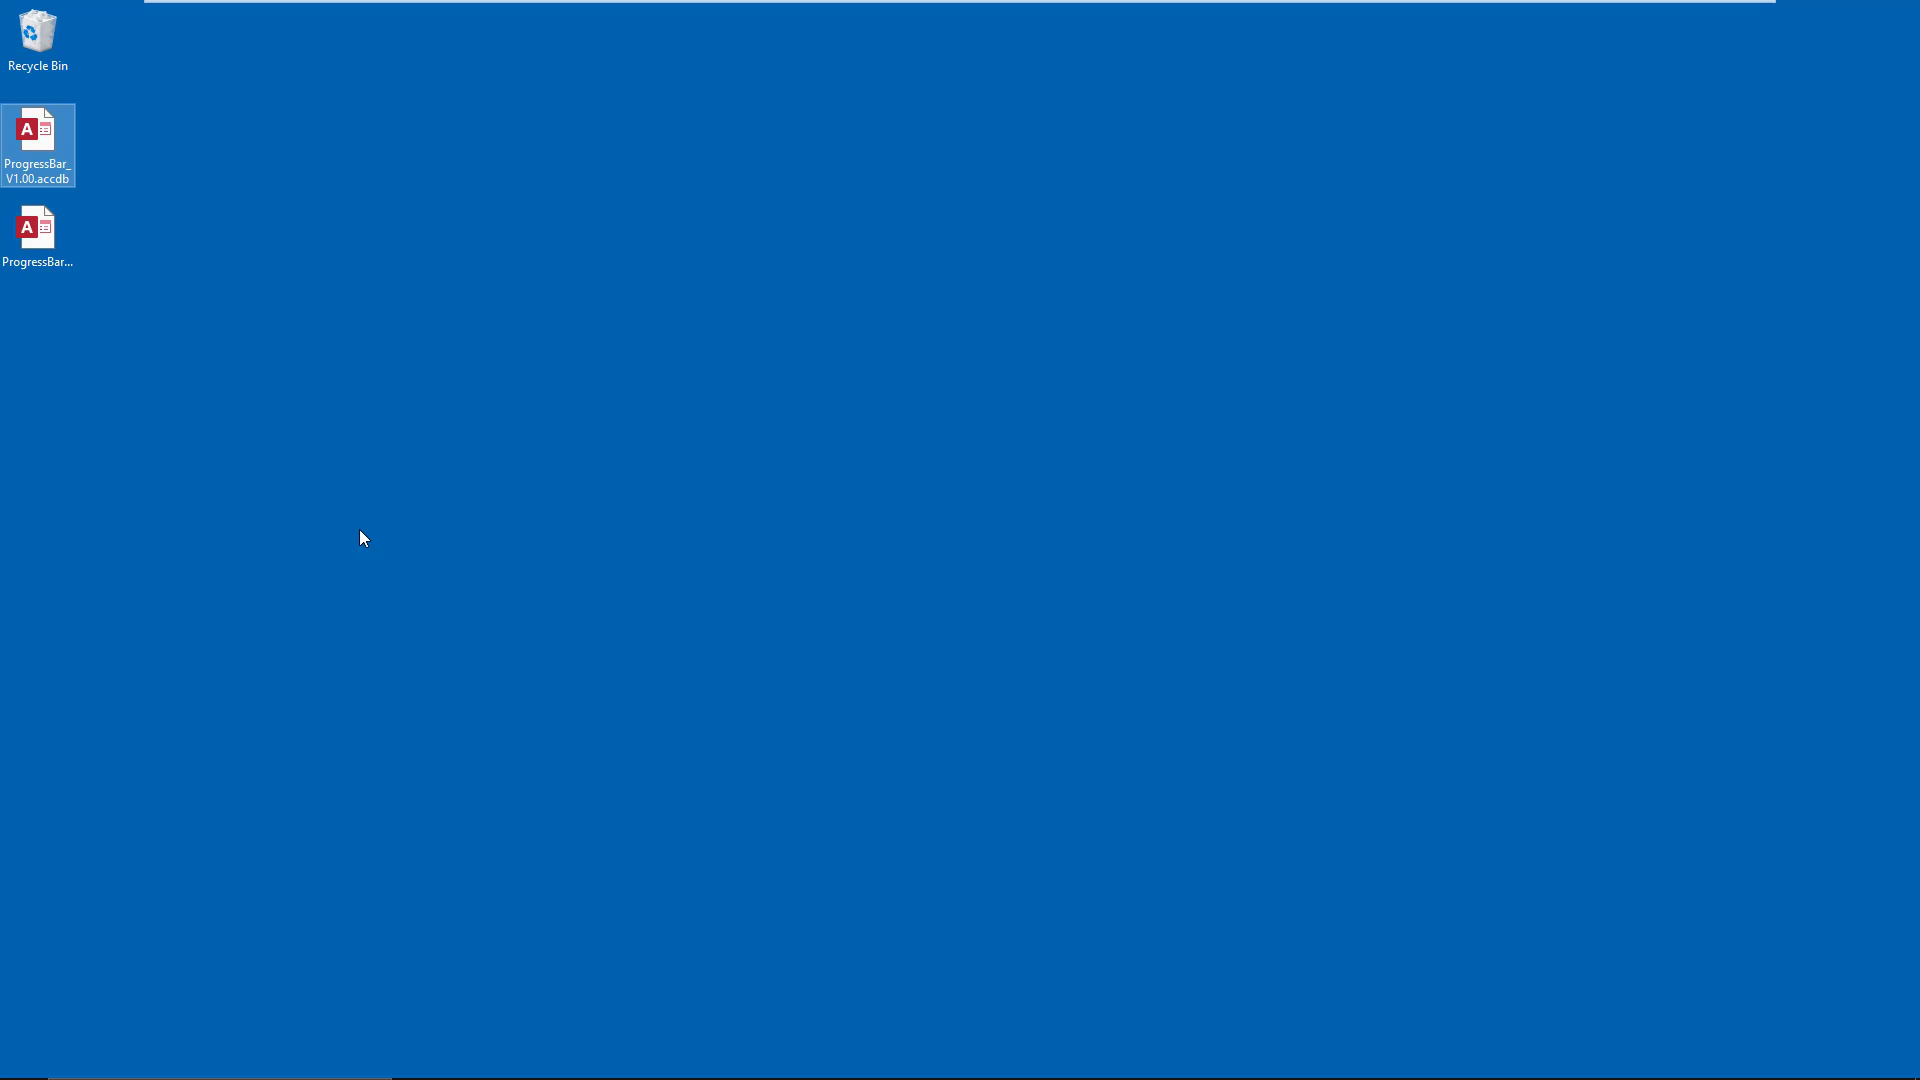 Recycle Bin
A
ProgressBar_
V1.00.accdb
A
ProgressBar...